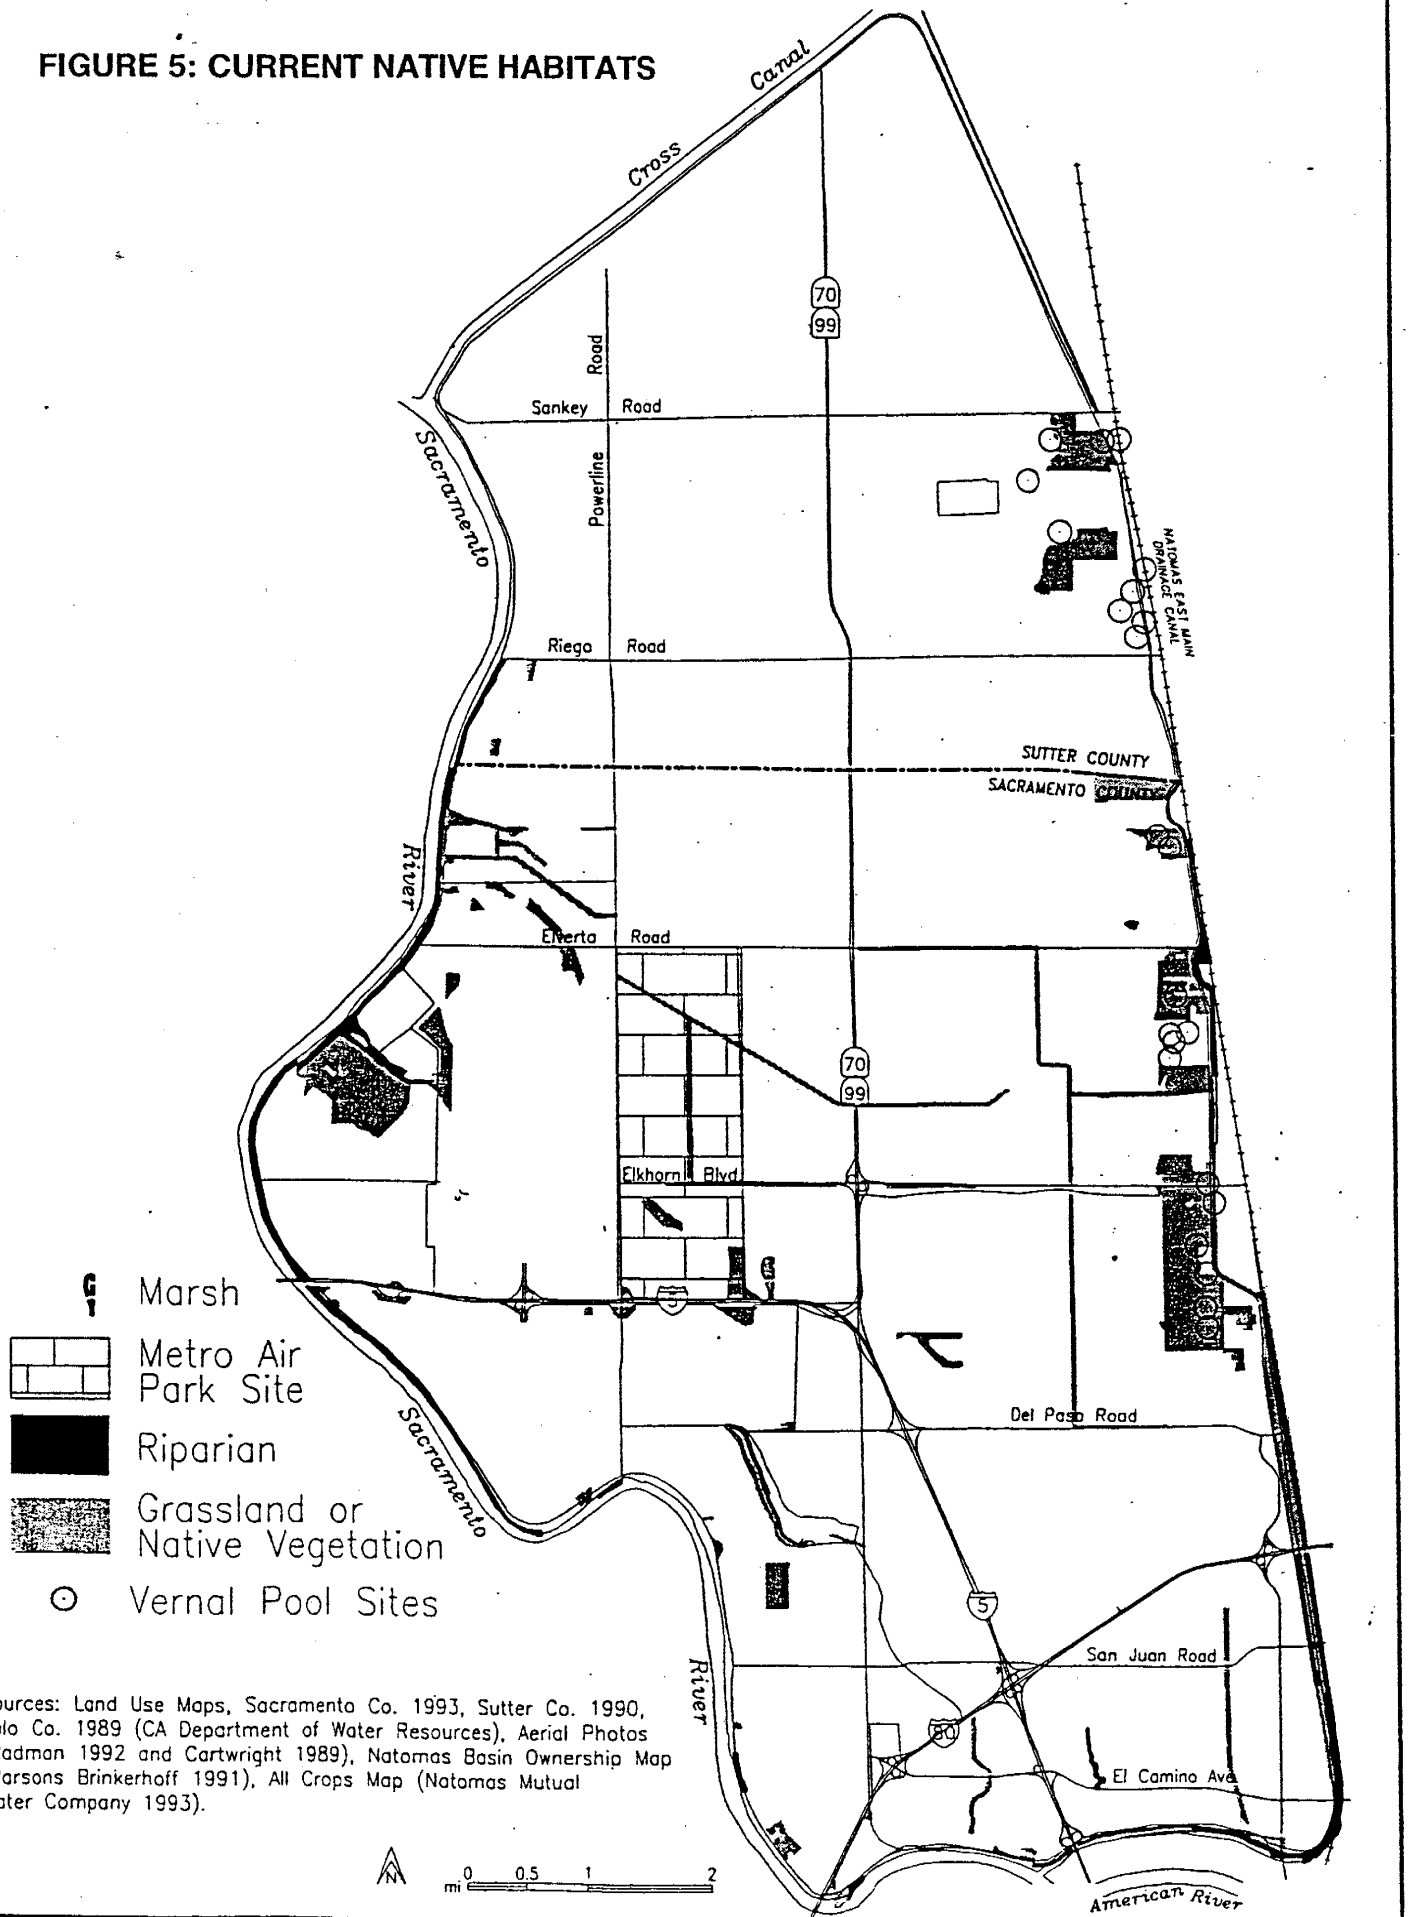 FIGURE 5: CURRENT NATIVE HABITATS
Cross Canal
70
99
Powerline Road
Sankey Road
Sacramento
NATOMAS EAST MAIN
DRAINAGE CANAL
Riego Road
SUTTER COUNTY
SACRAMENTO COUNTY
River
Elverta Road
70
99
Elkhorn Blvd
5
Marsh
Metro Air
Park Site
Riparian
Grassland or
Native Vegetation
Vernal Pool Sites
Del Paso Road
Sacramento
5
San Juan Road
River
80
El Camino Ave
American River
ources: Land Use Maps, Sacramento Co. 1993, Sutter Co. 1990,
olo Co. 1989 (CA Department of Water Resources), Aerial Photos
adman 1992 and Cartwright 1989), Natomas Basin Ownership Map
arsons Brinkerhoff 1991), All Crops Map (Natomas Mutual
ater Company 1993).
N
mi 0 0.5 1 2